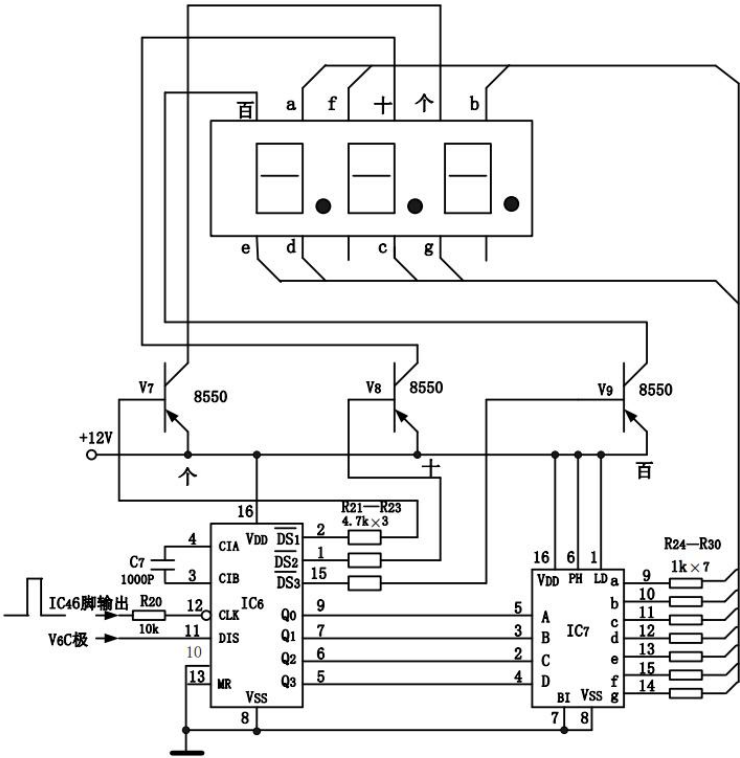 百 a f 十 个 b
e d c g
V7 8550 V8 8550 V9 8550
+12V
个 十 百
R21—R23
4.7k×3
16
4 CIA VDD DS1 2
DS2 1
C7
1000P
3 CIB DS3 15
IC6
IC46脚输出 R20 12 CLK Q0 9
10k
V6C极 11 DIS Q1 7
10 Q2 6
13 MR Q3 5
VSS
8
R24—R30
1k×7
16 6 1
VDD PH LD a 9
b 10
5 A c 11
3 B IC7 d 12
2 C e 13
4 D f 15
BI VSS g 14
7 8